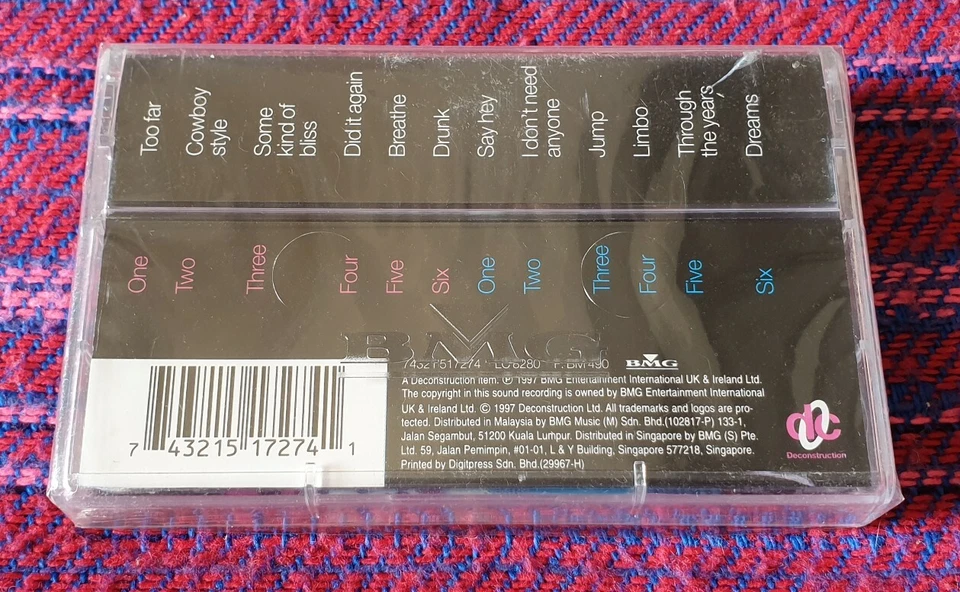 Too far
Cowboy
style
Some
kind of
bliss
Did it again
Breathe
Drunk
Say hey
I don't need
anyone
Jump
Limbo
Through
the years
Dreams
One
Two
Three
Four
Five
Six
One
Two
Three
Four
Five
Six
BMG
74321517274 LC 6280 F. BM 490 BMG
A Deconstruction item. ℗ 1997 BMG Entertainment International UK & Ireland Ltd.
The copyright in this sound recording is owned by BMG Entertainment International
UK & Ireland Ltd. © 1997 Deconstruction Ltd. All trademarks and logos are pro-
tected. Distributed in Malaysia by BMG Music (M) Sdn. Bhd.(102817-P) 133-1,
Jalan Segambut, 51200 Kuala Lumpur. Distributed in Singapore by BMG (S) Pte.
Ltd. 59, Jalan Pemimpin, #01-01, L & Y Building, Singapore 577218, Singapore.
Printed by Digitpress Sdn. Bhd.(29967-H)
7 43215 17274 1
dc
Deconstruction